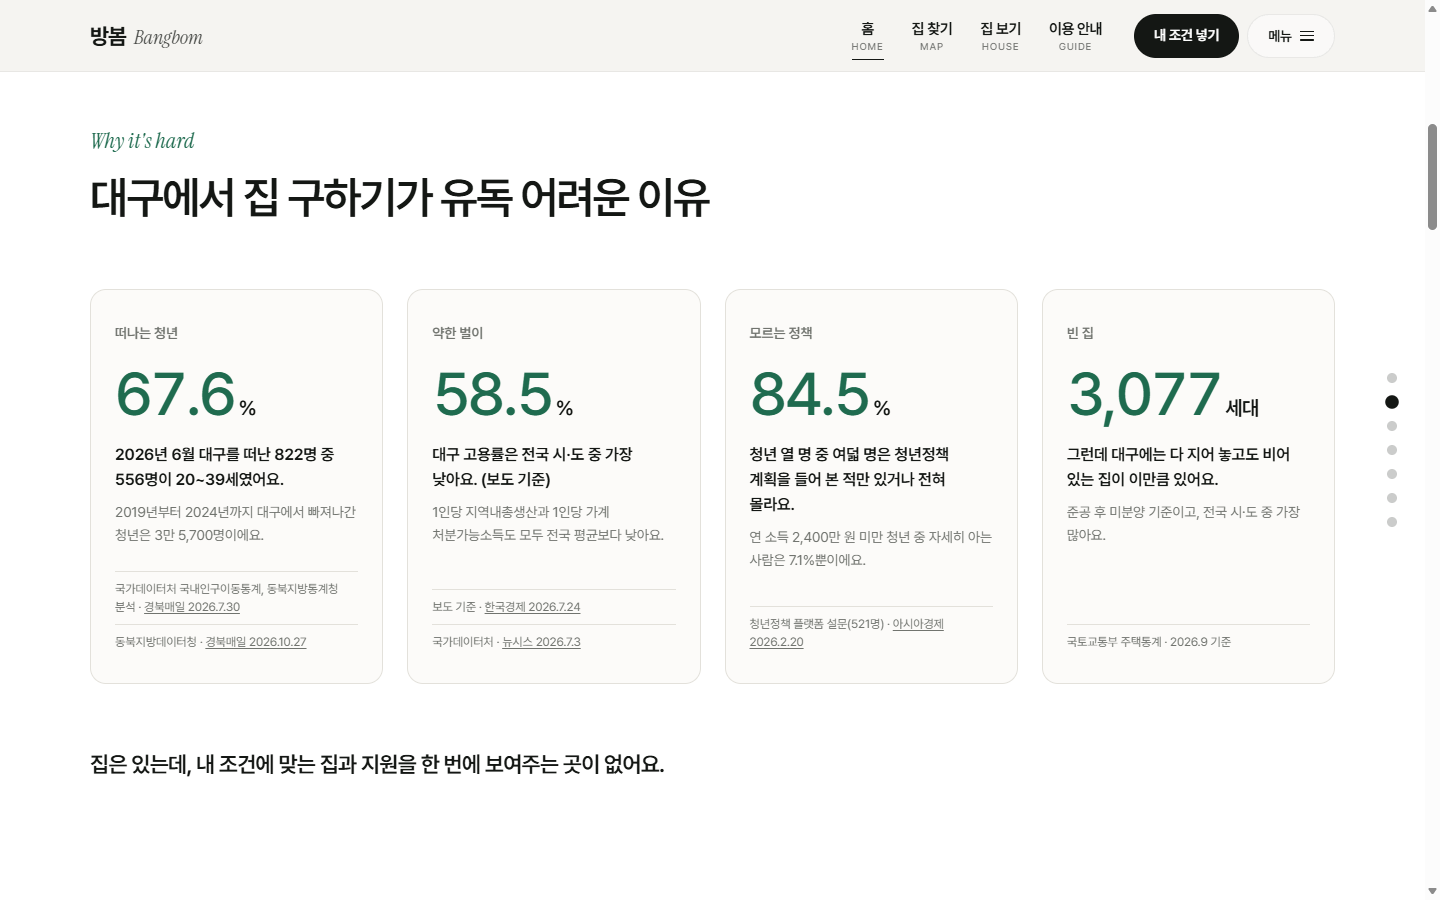 방봄 Bangbom
홈
HOME
집 찾기
MAP
집 보기
HOUSE
이용 안내
GUIDE
내 조건 넣기
메뉴
Why it's hard
대구에서 집 구하기가 유독 어려운 이유
떠나는 청년
67.6%
2026년 6월 대구를 떠난 822명 중
556명이 20~39세였어요.
2019년부터 2024년까지 대구에서 빠져나간
청년은 3만 5,700명이에요.
국가데이터처 국내인구이동통계, 동북지방통계청
분석 · 경북매일 2026.7.30
동북지방데이터청 · 경북매일 2026.10.27
약한 벌이
58.5%
대구 고용률은 전국 시·도 중 가장
낮아요. (보도 기준)
1인당 지역내총생산과 1인당 가계
처분가능소득도 모두 전국 평균보다 낮아요.
보도 기준 · 한국경제 2026.7.24
국가데이터처 · 뉴시스 2026.7.3
모르는 정책
84.5%
청년 열 명 중 여덟 명은 청년정책
계획을 들어 본 적만 있거나 전혀
몰라요.
연 소득 2,400만 원 미만 청년 중 자세히 아는
사람은 7.1%뿐이에요.
청년정책 플랫폼 설문(521명) · 아시아경제
2026.2.20
빈 집
3,077 세대
그런데 대구에는 다 지어 놓고도 비어
있는 집이 이만큼 있어요.
준공 후 미분양 기준이고, 전국 시·도 중 가장
많아요.
국토교통부 주택통계 · 2026.9 기준
집은 있는데, 내 조건에 맞는 집과 지원을 한 번에 보여주는 곳이 없어요.